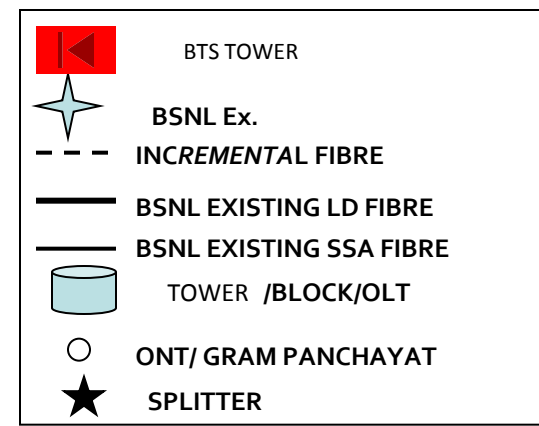 BTS TOWER
BSNL Ex.
INCREMENTAL FIBRE
BSNL EXISTING LD FIBRE
BSNL EXISTING SSA FIBRE
TOWER /BLOCK/OLT
ONT/ GRAM PANCHAYAT
SPLITTER